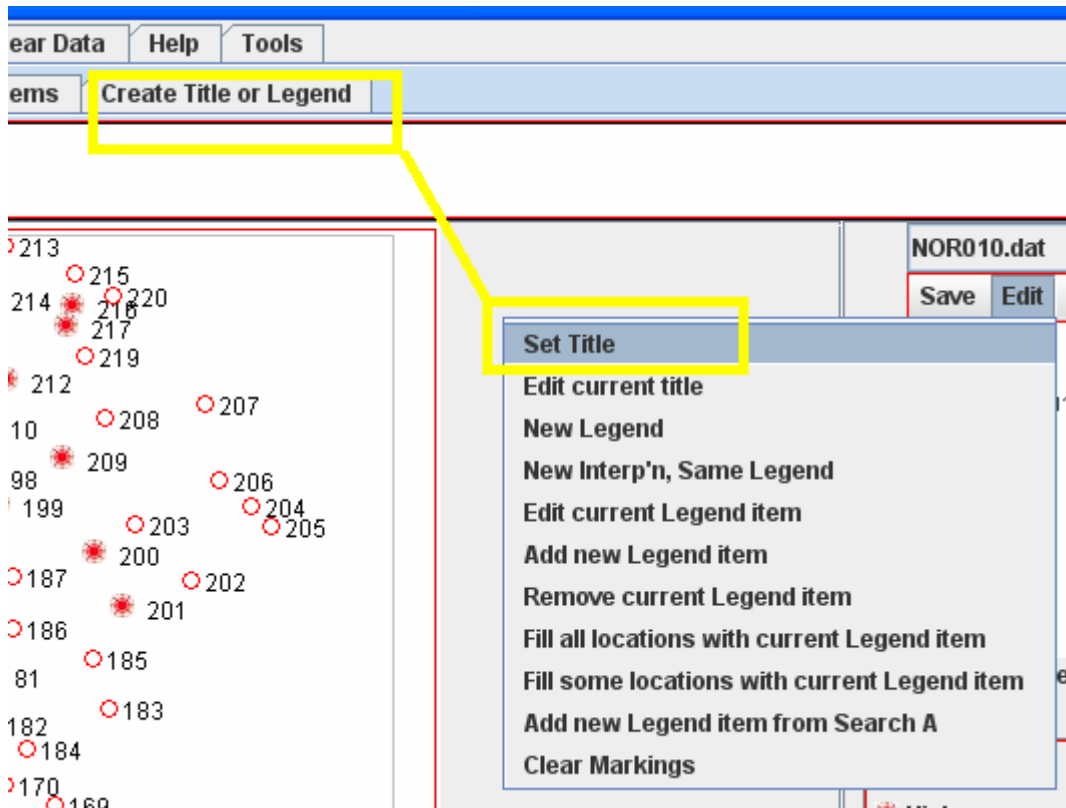 ear Data Help Tools
ems Create Title or Legend
NOR010.dat
Save Edit
Set Title
Edit current title
New Legend
New Interp'n, Same Legend
Edit current Legend item
Add new Legend item
Remove current Legend item
Fill all locations with current Legend item
Fill some locations with current Legend item
Add new Legend item from Search A
Clear Markings
213
215
214 216 220
217
219
212
207
208
10
209
98
206
199
204
203 205
200
187
202
201
186
185
81
183
182
184
170
169